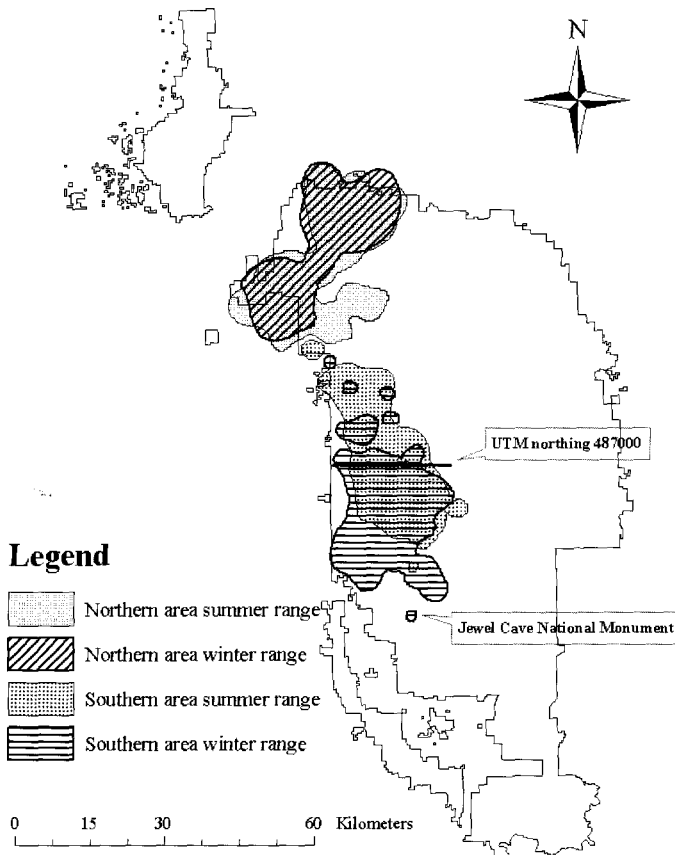 N
UTM northing 487000
Legend
Northern area summer range
Northern area winter range
Southern area summer range
Southern area winter range
Jewel Cave National Monument
0 15 30 60 Kilometers